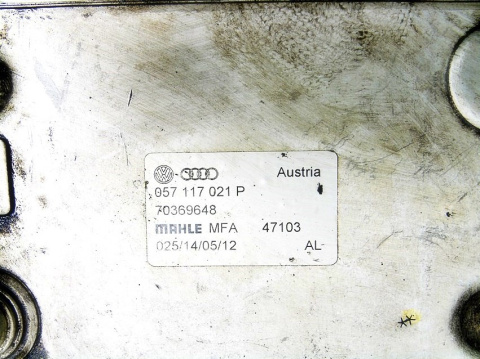 Austria
057 117 021 P
70369648
MAHLE MFA 47103
025/14/05/12 AL